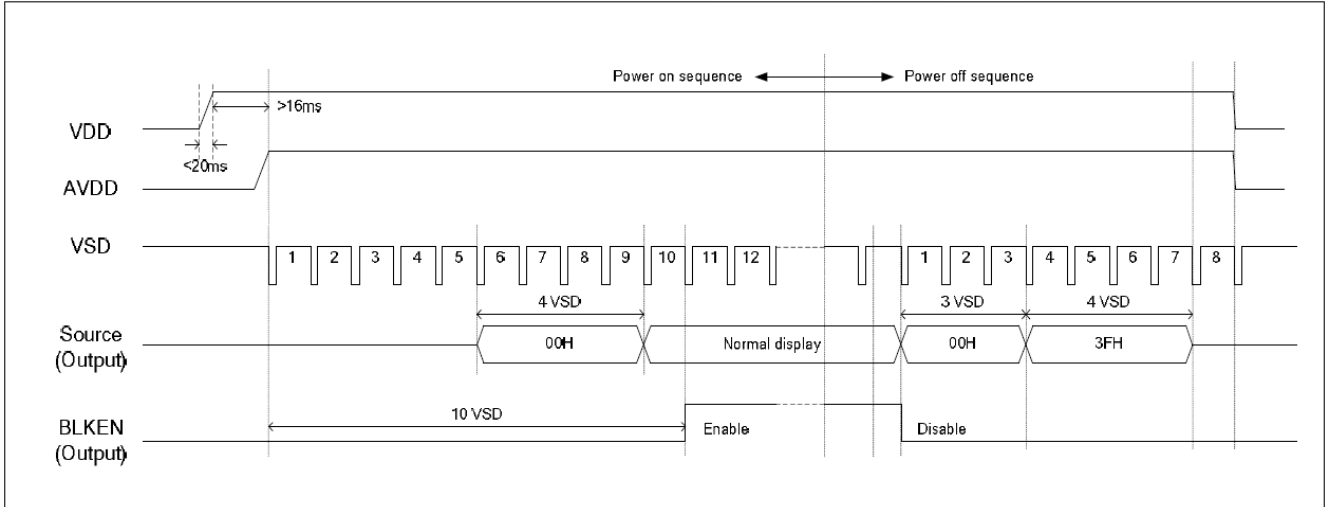 Power on sequence Power off sequence
>16ms
VDD
<20ms
AVDD
VSD 1 2 3 4 5 6 7 8 9 10 11 12 1 2 3 4 5 6 7 8
4 VSD 3 VSD 4 VSD
Source
(Output) 00H Normal display 00H 3FH
10 VSD
BLKEN Enable Disable
(Output)